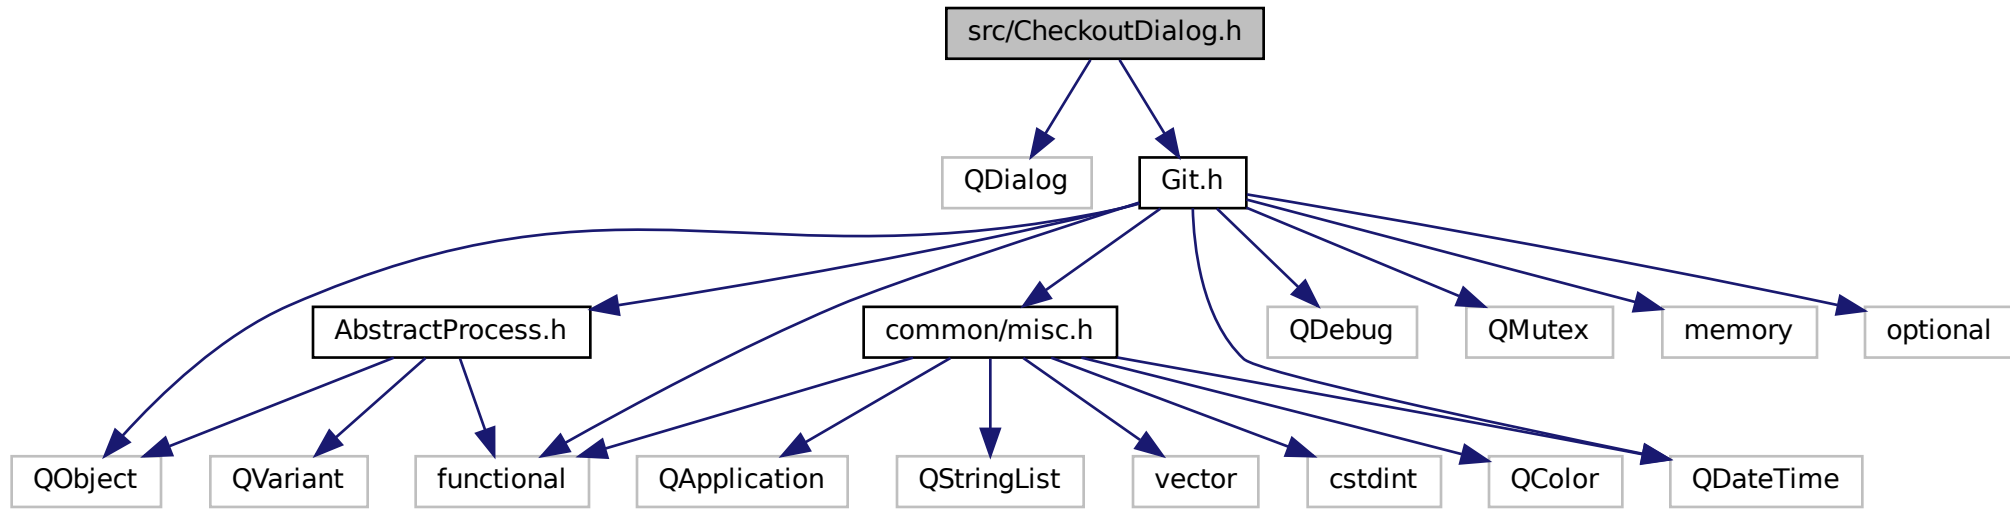 src/CheckoutDialog.h
QDialog
Git.h
AbstractProcess.h
common/misc.h
QDebug
QMutex
memory
optional
QObject
QVariant
functional
QApplication
QStringList
vector
cstdint
QColor
QDateTime